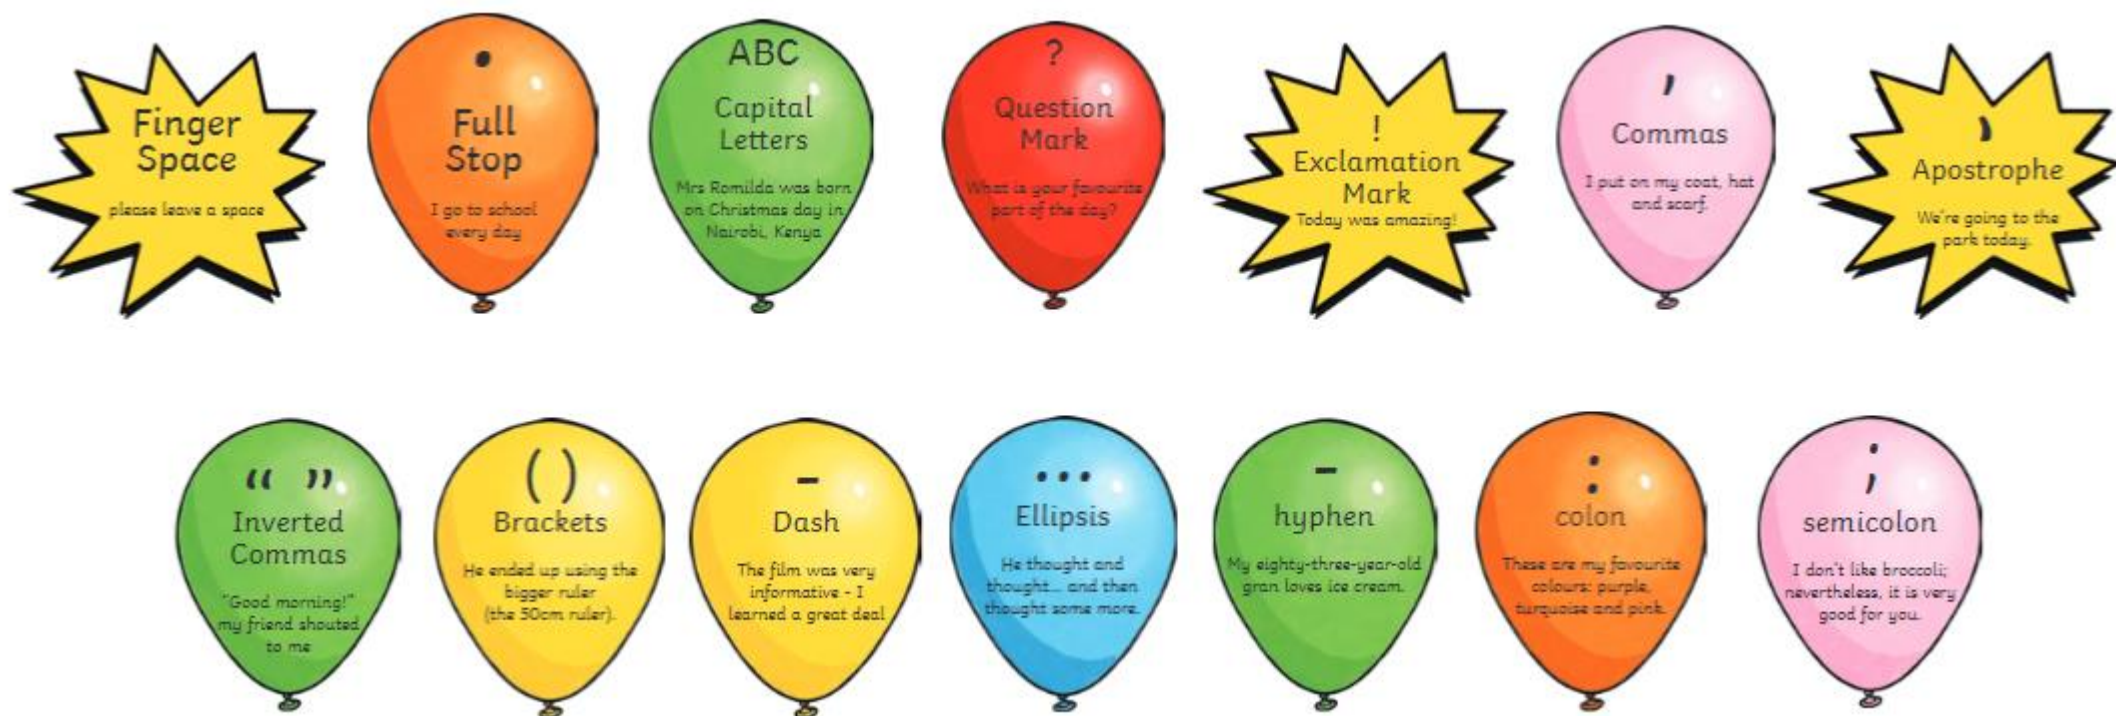 Finger
Space
please leave a space
.
Full
Stop
I go to school
every day
ABC
Capital
Letters
Mrs Romilda was born
on Christmas day in
Nairobi, Kenya
?
Question
Mark
What is your favourite
part of the day?
!
Exclamation
Mark
Today was amazing!
,
Commas
I put on my coat, hat
and scarf.
’
Apostrophe
We're going to the
park today.
“ ”
Inverted
Commas
"Good morning!"
my friend shouted
to me
( )
Brackets
He ended up using the
bigger ruler
(the 50cm ruler).
-
Dash
The film was very
informative - I
learned a great deal
...
Ellipsis
He thought and
thought... and then
thought some more.
-
hyphen
My eighty-three-year-old
gran loves ice cream.
:
colon
These are my favourite
colours: purple,
turquoise and pink.
;
semicolon
I don't like broccoli;
nevertheless, it is very
good for you.